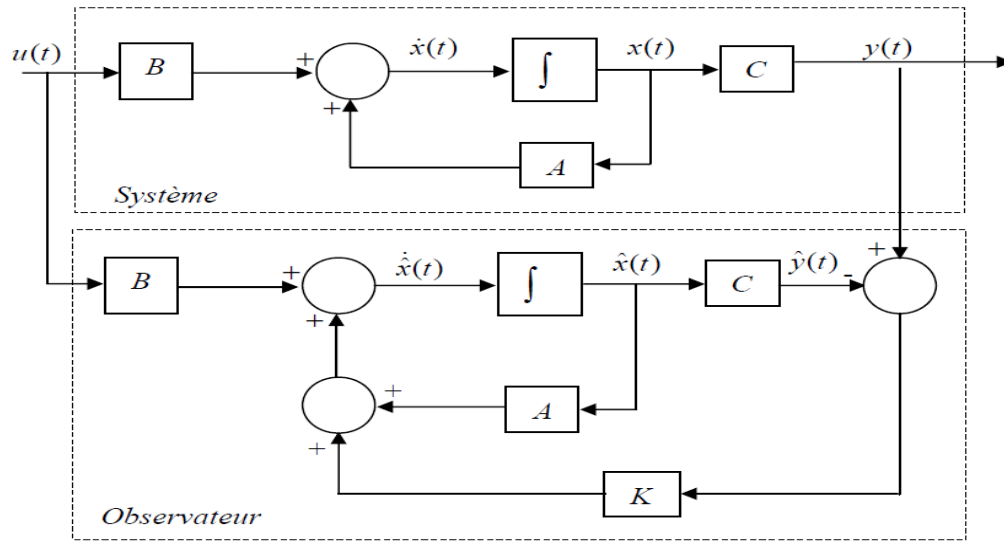 u(t)
B
+
+
ẋ(t)
∫
x(t)
C
y(t)
A
Système
B
+
+
x̂̇(t)
∫
x̂(t)
C
ŷ(t)
-
+
+
A
+
K
Observateur